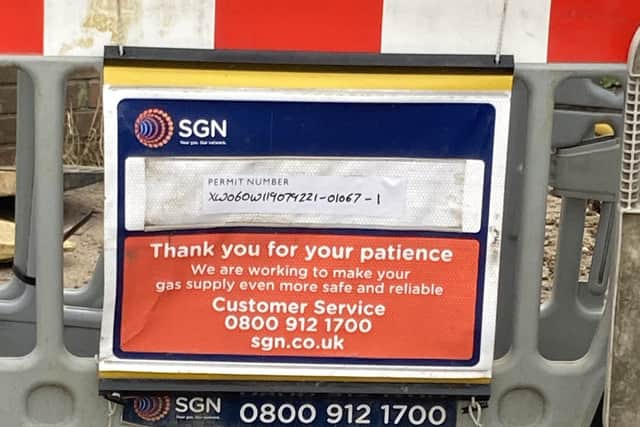 SGN
Your gas. Our network.
PERMIT NUMBER
XW060W119079221-01067-1
Thank you for your patience
We are working to make your
gas supply even more safe and reliable
Customer Service
0800 912 1700
sgn.co.uk
SGN
0800 912 1700